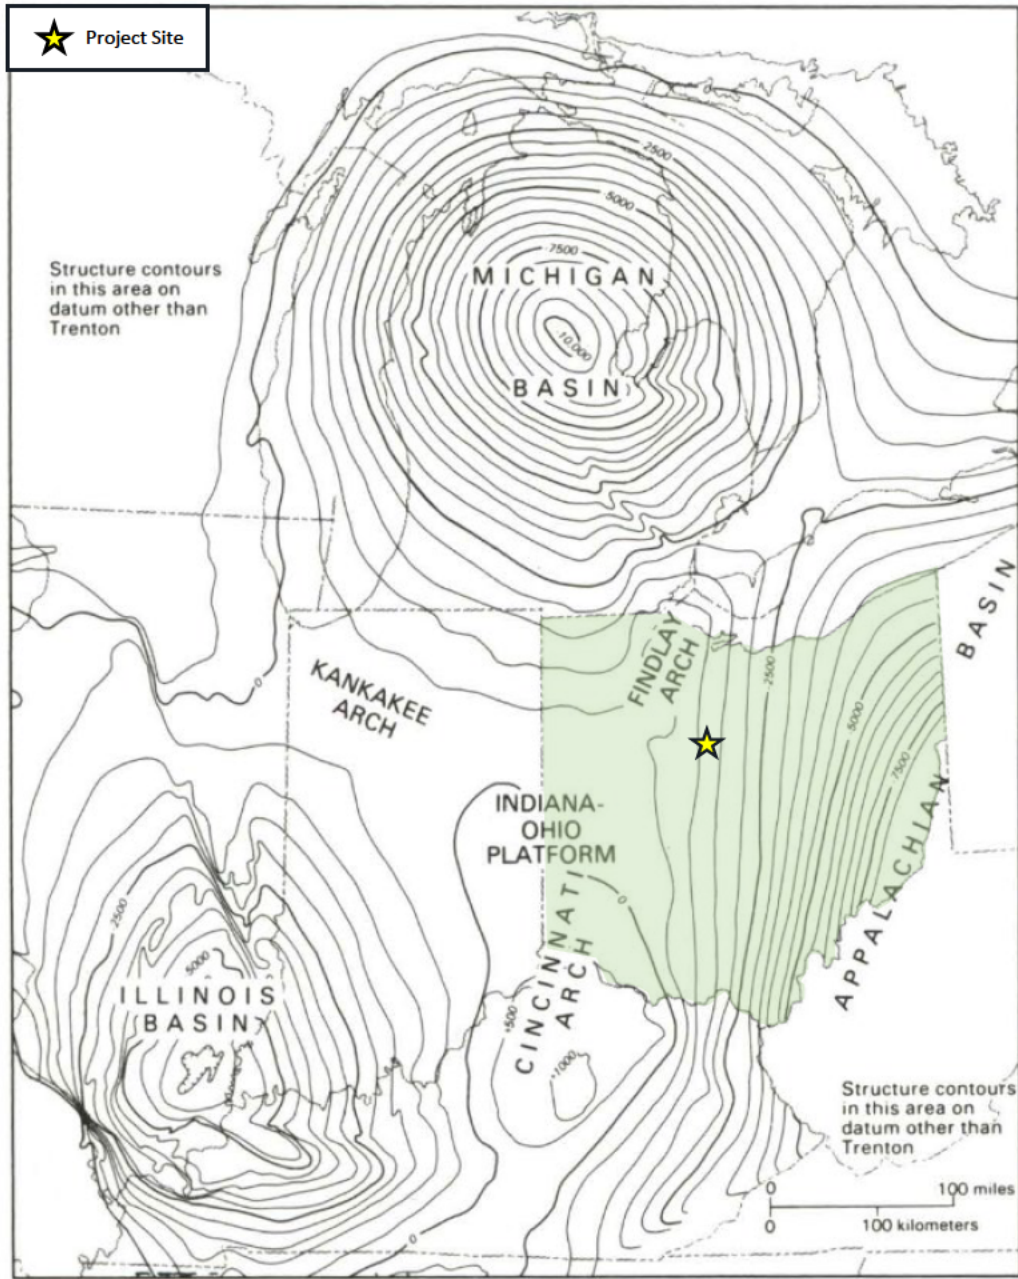 Project Site
2500
5000
7500
MICHIGAN
10.000
BASIN
Structure contours
in this area on
datum other than
Trenton
BASIN
0
KANKAKEE
ARCH
FINDLAY
ARCH
2500
5000
7500
INDIANA-
OHIO
PLATFORM
0
CINCINNATI
ARCH
APPALACHIAN
2500
5000
ILLINOIS
BASIN
+500
+1000
Structure contours
in this area on
datum other than
Trenton
0 100 miles
0 100 kilometers
0